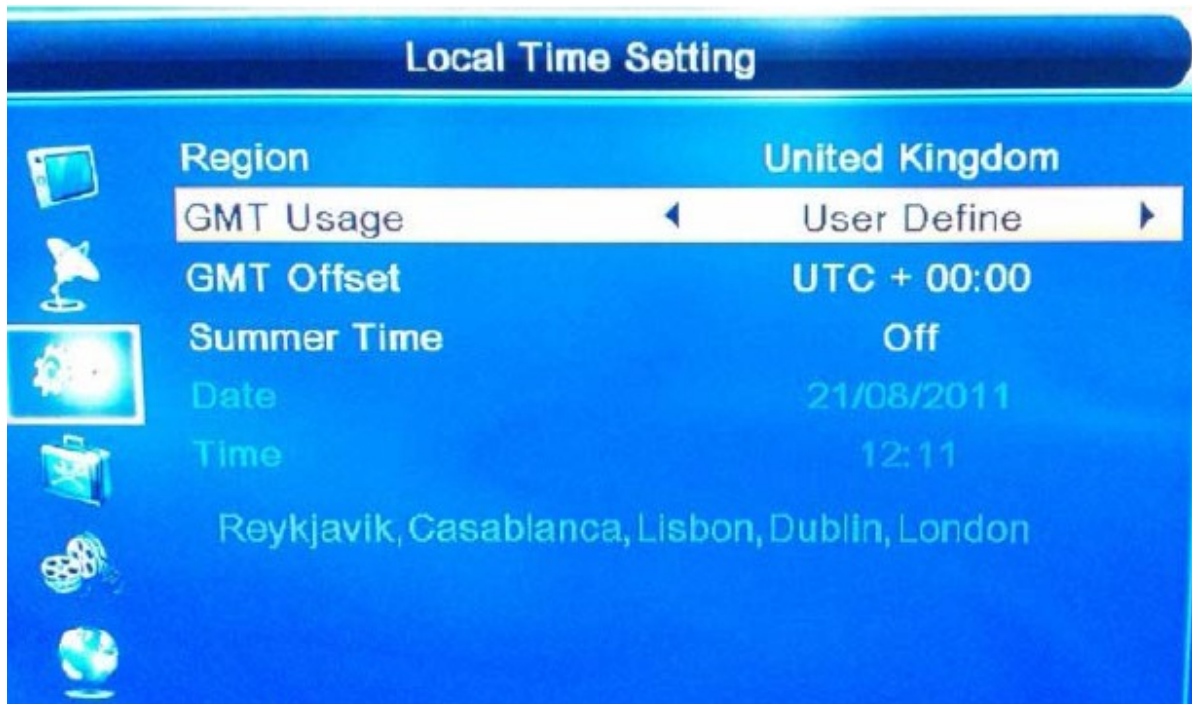 Local Time Setting
Region United Kingdom
GMT Usage User Define
GMT Offset UTC + 00:00
Summer Time Off
Date 21/08/2011
Time 12:11
Reykjavik,Casablanca,Lisbon,Dublin,London